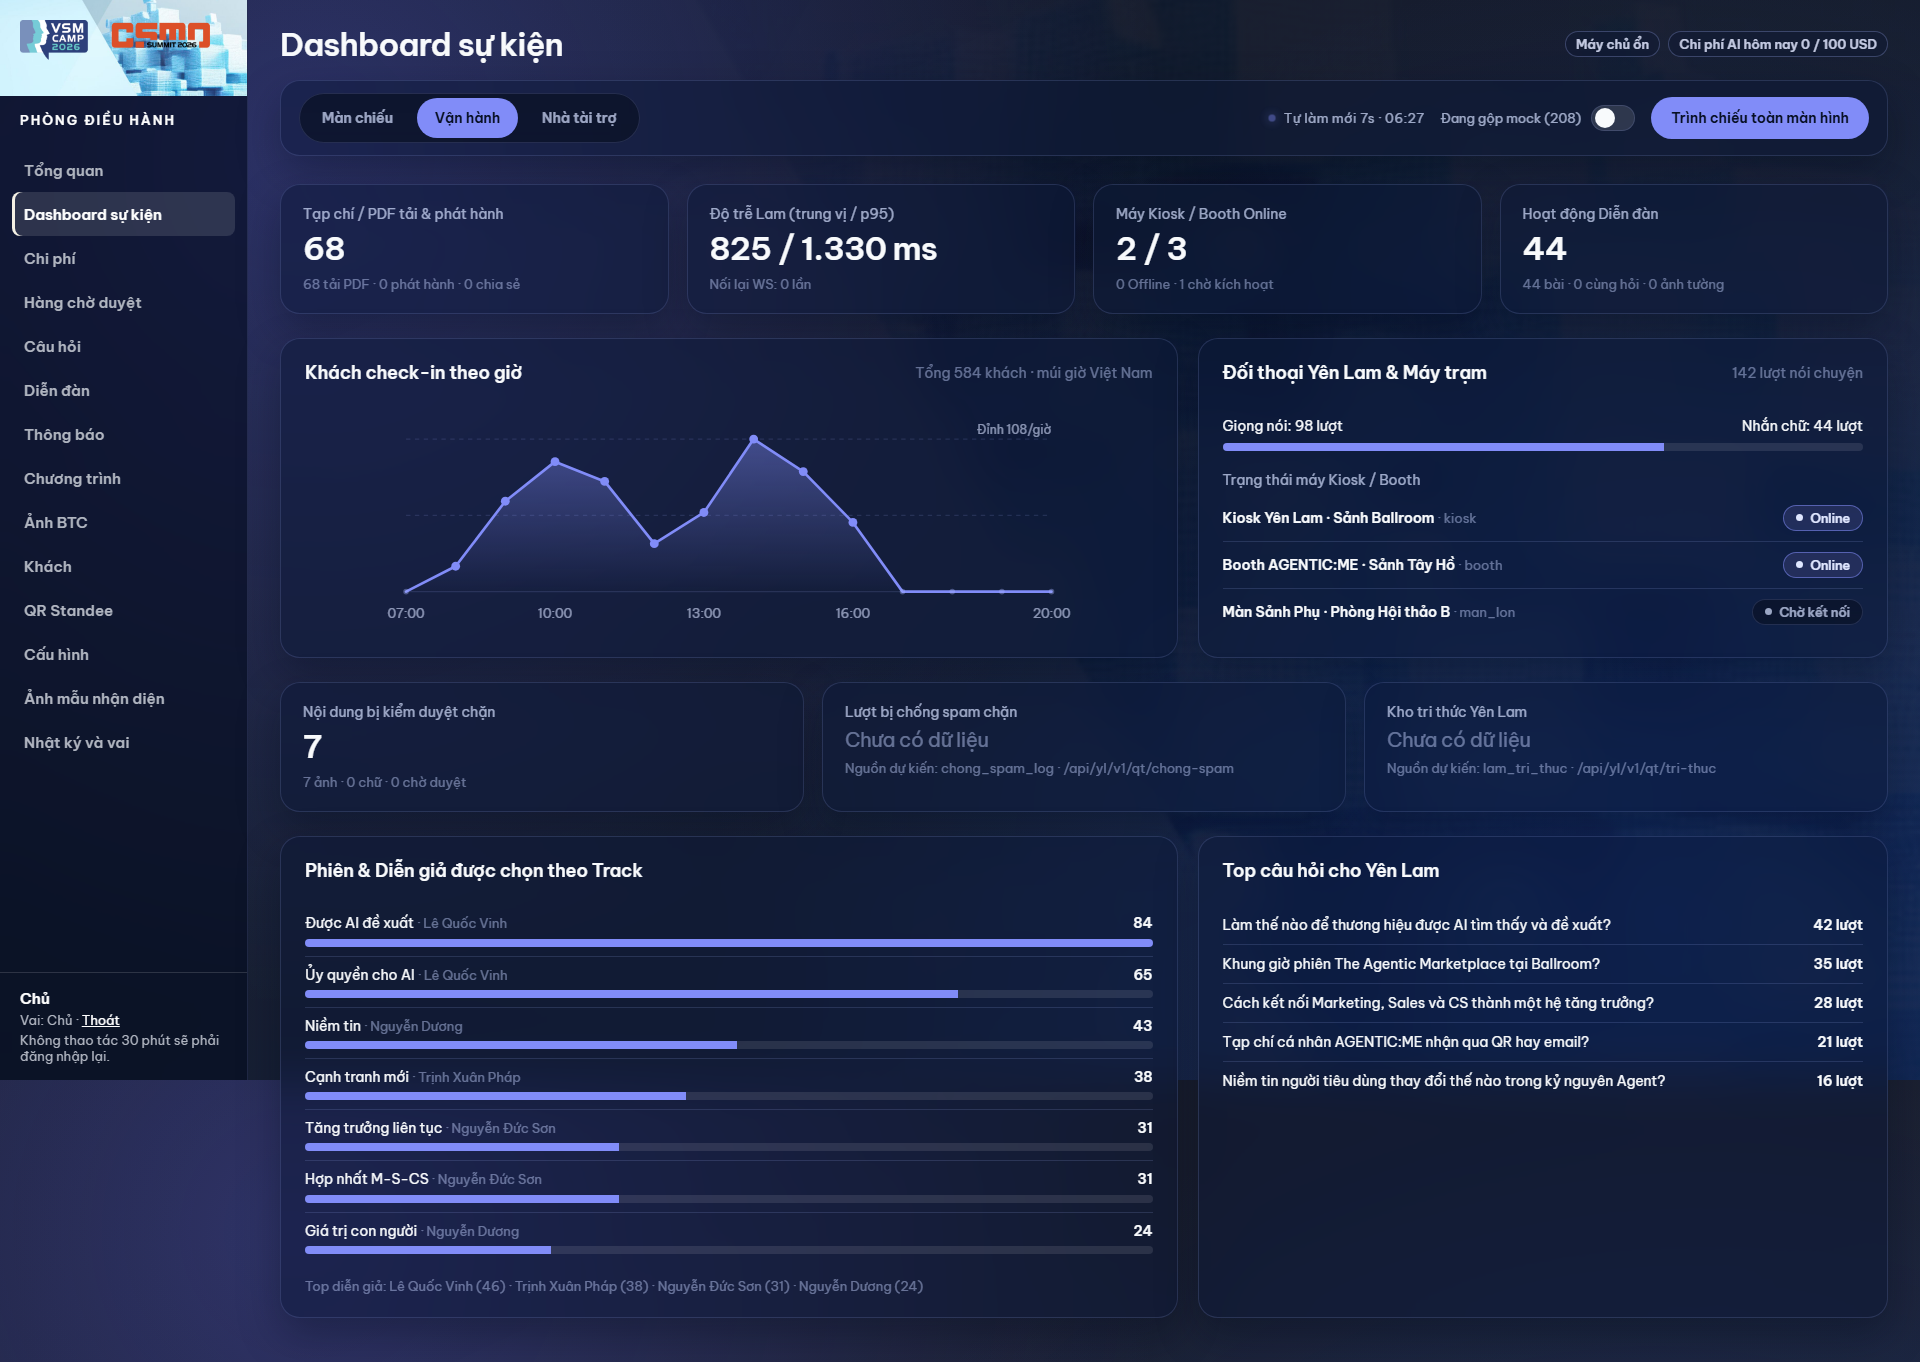 VSM
CAMP
2026
CSMO
SUMMIT 2026
PHÒNG ĐIỀU HÀNH
Tổng quan
Dashboard sự kiện
Chi phí
Hàng chờ duyệt
Câu hỏi
Diễn đàn
Thông báo
Chương trình
Ảnh BTC
Khách
QR Standee
Cấu hình
Ảnh mẫu nhận diện
Nhật ký và vai
Chủ
Vai: Chủ · Thoát
Không thao tác 30 phút sẽ phải
đăng nhập lại.
Dashboard sự kiện
Máy chủ ổn
Chi phí AI hôm nay 0 / 100 USD
Màn chiếu
Vận hành
Nhà tài trợ
Tự làm mới 7s · 06:27
Đang gộp mock (208)
Trình chiếu toàn màn hình
Tạp chí / PDF tải & phát hành
68
68 tải PDF · 0 phát hành · 0 chia sẻ
Độ trễ Lam (trung vị / p95)
825 / 1.330 ms
Nối lại WS: 0 lần
Máy Kiosk / Booth Online
2 / 3
0 Offline · 1 chờ kích hoạt
Hoạt động Diễn đàn
44
44 bài · 0 cùng hỏi · 0 ảnh tường
Khách check-in theo giờ
Tổng 584 khách · múi giờ Việt Nam
Đỉnh 108/giờ
07:00
10:00
13:00
16:00
20:00
Đối thoại Yên Lam & Máy trạm
142 lượt nói chuyện
Giọng nói: 98 lượt
Nhắn chữ: 44 lượt
Trạng thái máy Kiosk / Booth
Kiosk Yên Lam · Sảnh Ballroom · kiosk
Online
Booth AGENTIC:ME · Sảnh Tây Hồ · booth
Online
Màn Sảnh Phụ · Phòng Hội thảo B · man_lon
Chờ kết nối
Nội dung bị kiểm duyệt chặn
7
7 ảnh · 0 chữ · 0 chờ duyệt
Lượt bị chống spam chặn
Chưa có dữ liệu
Nguồn dự kiến: chong_spam_log · /api/yl/v1/qt/chong-spam
Kho tri thức Yên Lam
Chưa có dữ liệu
Nguồn dự kiến: lam_tri_thuc · /api/yl/v1/qt/tri-thuc
Phiên & Diễn giả được chọn theo Track
Được AI đề xuất · Lê Quốc Vinh
84
Ủy quyền cho AI · Lê Quốc Vinh
65
Niềm tin · Nguyễn Dương
43
Cạnh tranh mới · Trịnh Xuân Pháp
38
Tăng trưởng liên tục · Nguyễn Đức Sơn
31
Hợp nhất M-S-CS · Nguyễn Đức Sơn
31
Giá trị con người · Nguyễn Dương
24
Top diễn giả: Lê Quốc Vinh (46) · Trịnh Xuân Pháp (38) · Nguyễn Đức Sơn (31) · Nguyễn Dương (24)
Top câu hỏi cho Yên Lam
Làm thế nào để thương hiệu được AI tìm thấy và đề xuất?
42 lượt
Khung giờ phiên The Agentic Marketplace tại Ballroom?
35 lượt
Cách kết nối Marketing, Sales và CS thành một hệ tăng trưởng?
28 lượt
Tạp chí cá nhân AGENTIC:ME nhận qua QR hay email?
21 lượt
Niềm tin người tiêu dùng thay đổi thế nào trong kỷ nguyên Agent?
16 lượt